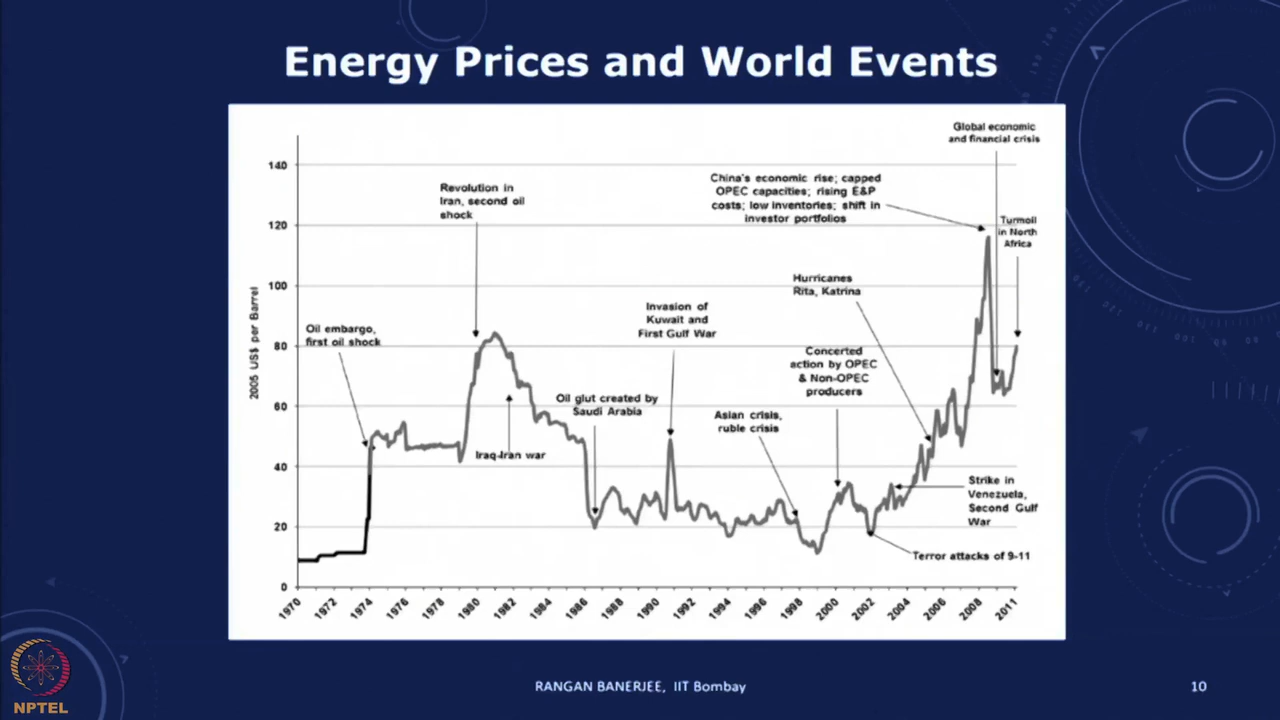 Energy Prices and World Events
Global economic
and financial crisis
140
China's economic rise; capped
OPEC capacities; rising E&P
costs; low inventories; shift in
investor portfolios
Revolution in
Iran, second oil
shock
120
Turmoil
in North
Africa
100
Hurricanes
Rita, Katrina
Invasion of
Kuwait and
First Gulf War
Oil embargo,
first oil shock
80
Concerted
action by OPEC
& Non-OPEC
producers
2005 US$ per Barrel
60
Oil glut created by
Saudi Arabia
Asian crisis,
ruble crisis
Iraq-Iran war
40
Strike in
Venezuela,
Second Gulf
War
20
Terror attacks of 9-11
0
1970 1972 1974 1976 1978 1980 1982 1984 1986 1988 1990 1992 1994 1996 1998 2000 2002 2004 2006 2008 2011
NPTEL
RANGAN BANERJEE, IIT Bombay
10